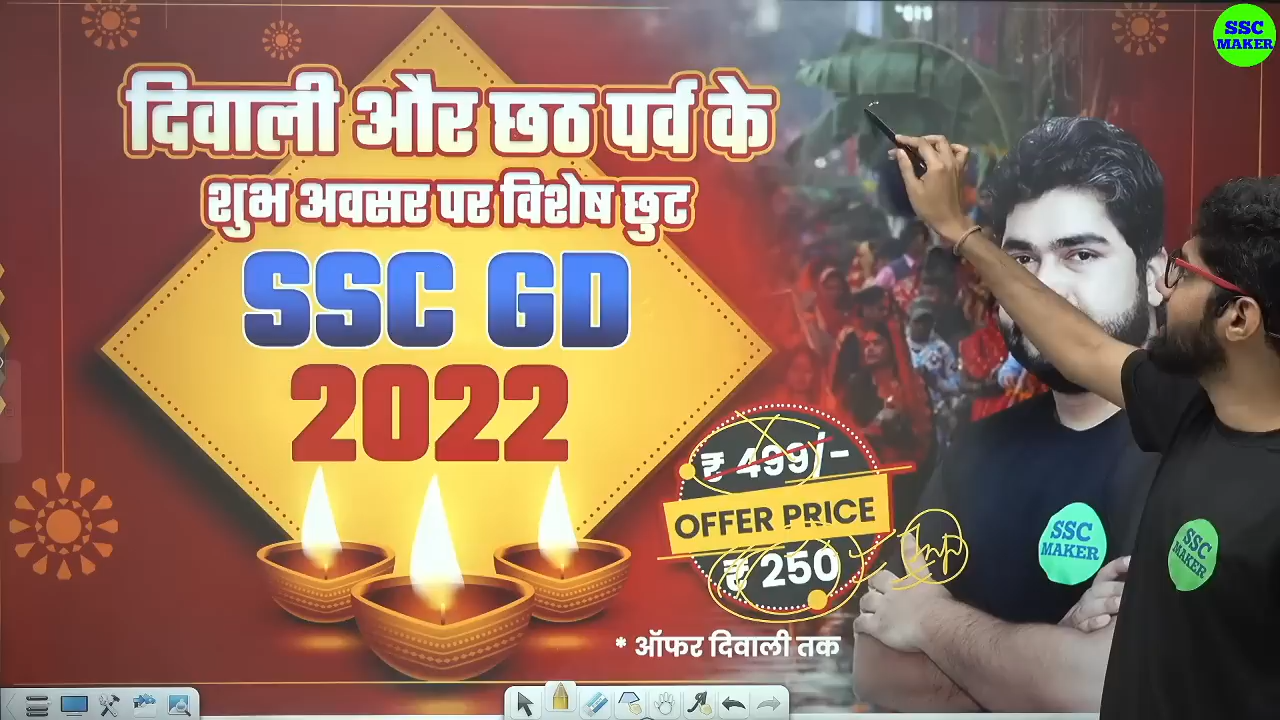 SSC
MAKER
दिवाली और छठ पर्व के
शुभ अवसर पर विशेष छुट
SSC GD
2022
₹ 499/-
OFFER PRICE
₹ 250
Imp
* ऑफर दिवाली तक
SSC
MAKER
SSC
MAKER